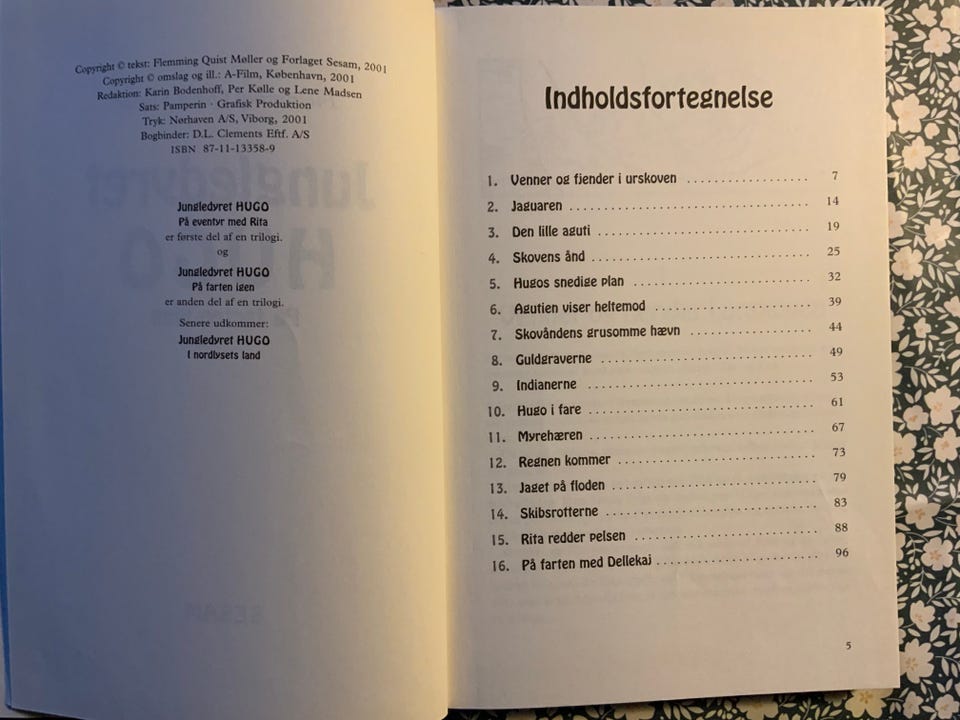 Copyright © tekst: Flemming Quist Møller og Forlaget Sesam, 2001
Copyright © omslag og ill.: A-Film, København, 2001
Redaktion: Karin Bodenhoff, Per Kølle og Lene Madsen
Sats: Pamperin · Grafisk Produktion
Tryk: Nørhaven A/S, Viborg, 2001
Bogbinder: D.L. Clements Eftf. A/S
ISBN 87-11-13358-9
Jungledyret HUGO
På eventyr med Rita
er første del af en trilogi.
og
Jungledyret HUGO
På farten igen
er anden del af en trilogi.
Senere udkommer:
Jungledyret HUGO
I nordlysets land
Indholdsfortegnelse
1. Venner og fjender i urskoven .................. 7
2. Jaguaren .................. 14
3. Den lille aguti .................. 19
4. Skovens ånd .................. 25
5. Hugos snedige plan .................. 32
6. Agutien viser heltemod .................. 39
7. Skovåndens grusomme hævn .................. 44
8. Guldgraverne .................. 49
9. Indianerne .................. 53
10. Hugo i fare .................. 61
11. Myrehæren .................. 67
12. Regnen kommer .................. 73
13. Jaget på floden .................. 79
14. Skibsrotterne .................. 83
15. Rita redder pelsen .................. 88
16. På farten med Dellekaj .................. 96
5